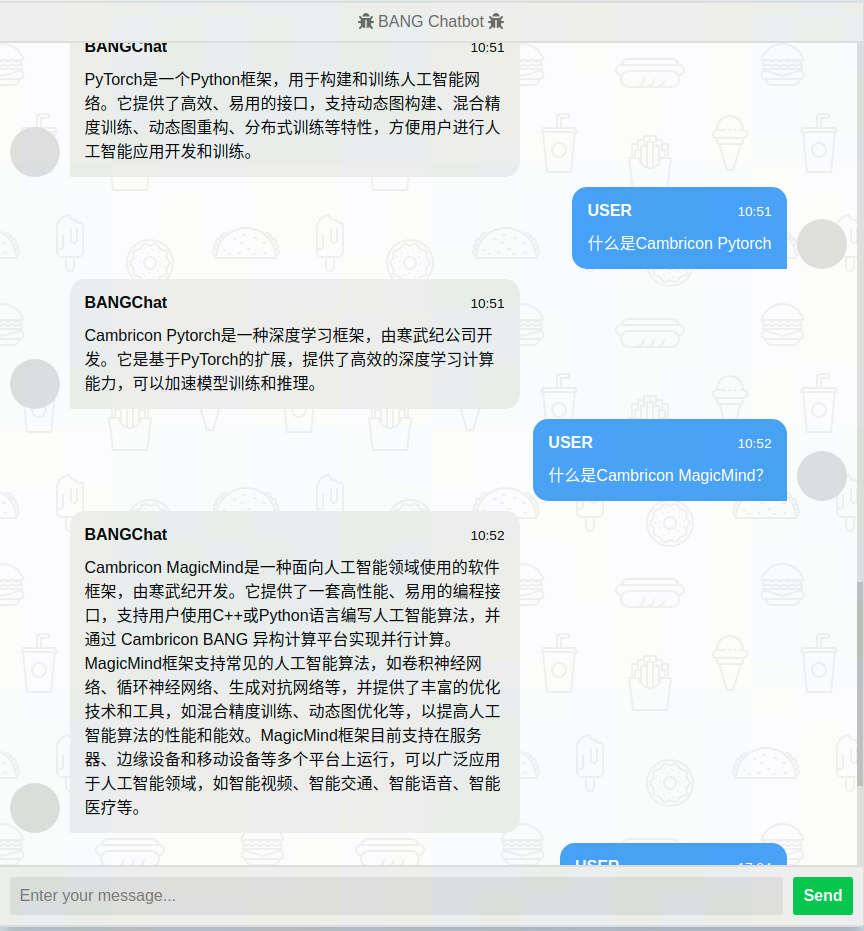 BANG Chatbot
BANGChat 10:51
PyTorch是一个Python框架，用于构建和训练人工智能网
络。它提供了高效、易用的接口，支持动态图构建、混合精
度训练、动态图重构、分布式训练等特性，方便用户进行人
工智能应用开发和训练。
USER 10:51
什么是Cambricon Pytorch
BANGChat 10:51
Cambricon Pytorch是一种深度学习框架，由寒武纪公司开
发。它是基于PyTorch的扩展，提供了高效的深度学习计算
能力，可以加速模型训练和推理。
USER 10:52
什么是Cambricon MagicMind？
BANGChat 10:52
Cambricon MagicMind是一种面向人工智能领域使用的软件
框架，由寒武纪开发。它提供了一套高性能、易用的编程接
口，支持用户使用C++或Python语言编写人工智能算法，并
通过 Cambricon BANG 异构计算平台实现并行计算。
MagicMind框架支持常见的人工智能算法，如卷积神经网
络、循环神经网络、生成对抗网络等，并提供了丰富的优化
技术和工具，如混合精度训练、动态图优化等，以提高人工
智能算法的性能和能效。MagicMind框架目前支持在服务
器、边缘设备和移动设备等多个平台上运行，可以广泛应用
于人工智能领域，如智能视频、智能交通、智能语音、智能
医疗等。
USER
Enter your message...
Send